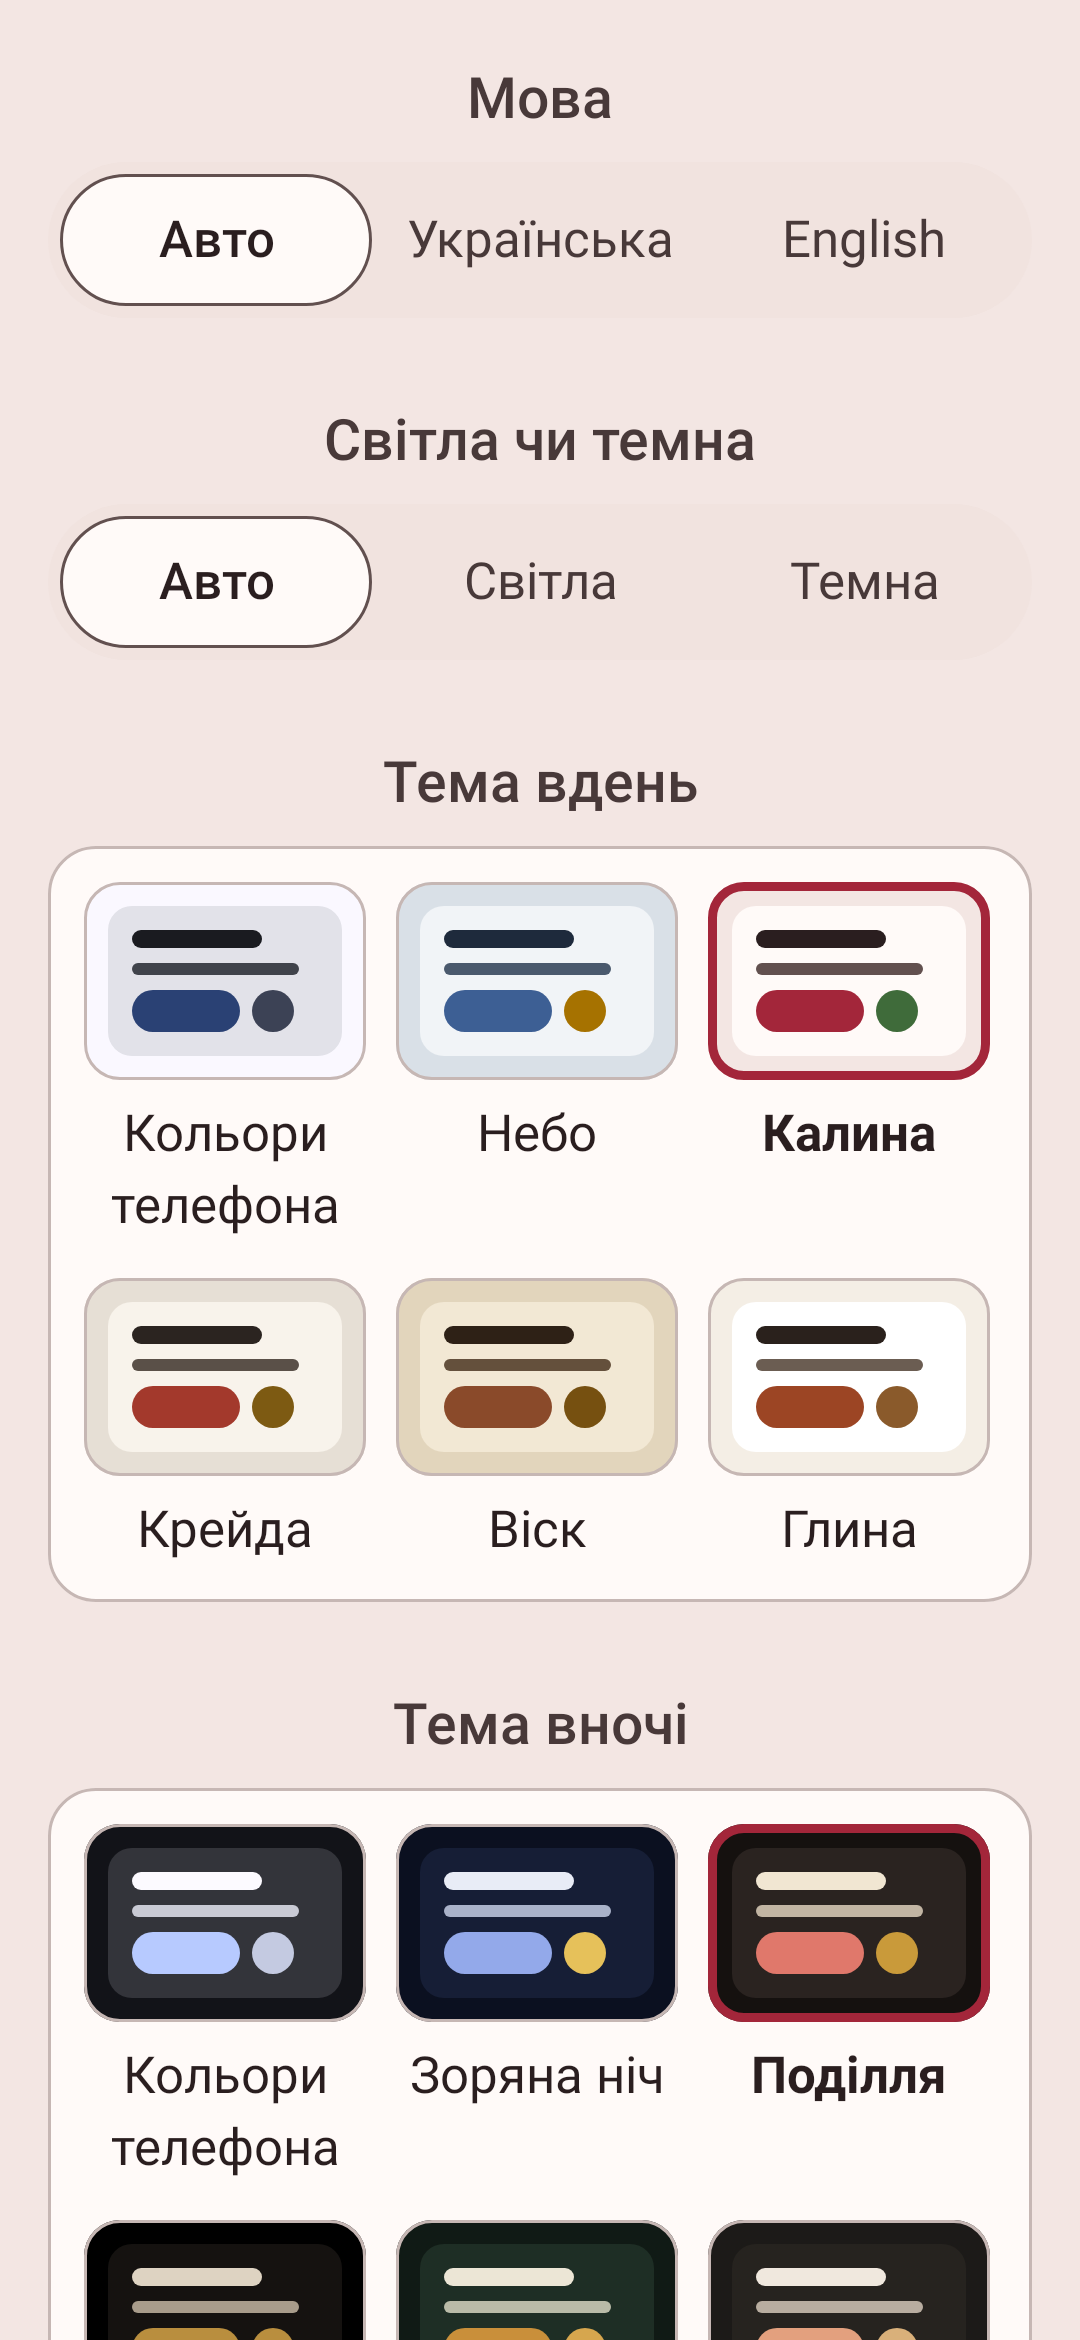 Мова
Авто Українська English
Світла чи темна
Авто Світла Темна
Тема вдень
Кольори телефона
Небо
Калина
Крейда
Віск
Глина
Тема вночі
Кольори телефона
Зоряна ніч
Поділля